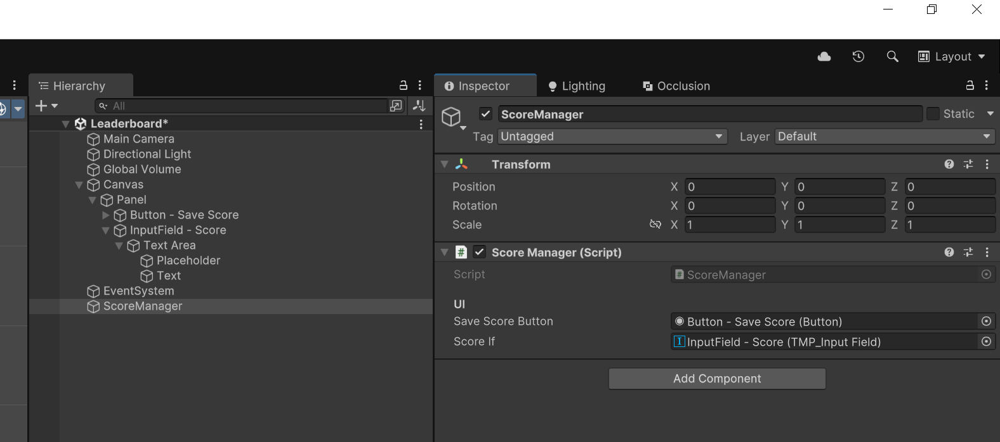 Layout
Hierarchy
All
Leaderboard*
Main Camera
Directional Light
Global Volume
Canvas
Panel
Button - Save Score
InputField - Score
Text Area
Placeholder
Text
EventSystem
ScoreManager
Inspector
Lighting
Occlusion
ScoreManager
Static
Tag Untagged Layer Default
Transform
Position X 0 Y 0 Z 0
Rotation X 0 Y 0 Z 0
Scale X 1 Y 1 Z 1
# Score Manager (Script)
Script # ScoreManager
UI
Save Score Button Button - Save Score (Button)
Score If InputField - Score (TMP_Input Field)
Add Component